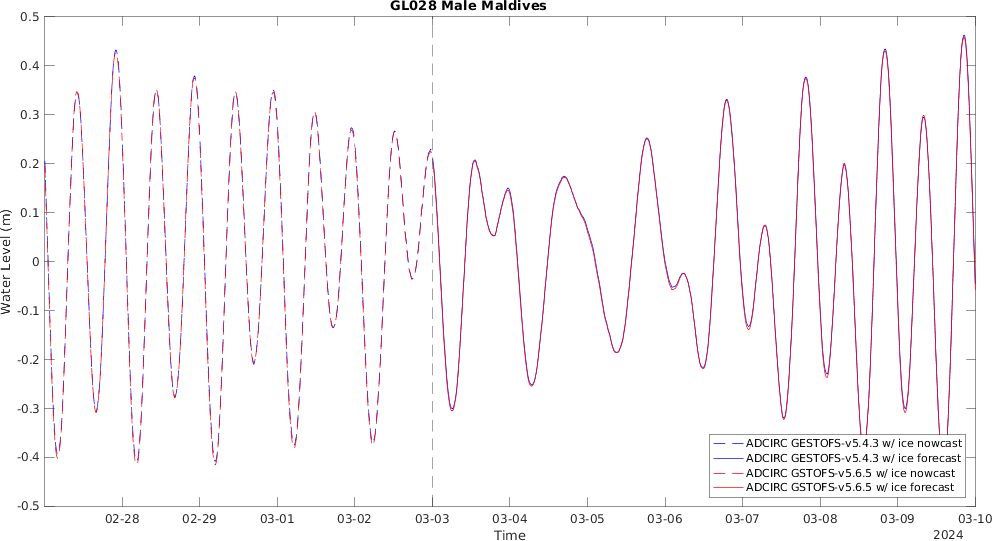 GL028 Male Maldives
Water Level (m)
0.5
0.4
0.3
0.2
0.1
0
-0.1
-0.2
-0.3
-0.4
-0.5
ADCIRC GESTOFS-v5.4.3 w/ ice nowcast
ADCIRC GESTOFS-v5.4.3 w/ ice forecast
ADCIRC GSTOFS-v5.6.5 w/ ice nowcast
ADCIRC GSTOFS-v5.6.5 w/ ice forecast
02-28 02-29 03-01 03-02 03-03 03-04 03-05 03-06 03-07 03-08 03-09 03-10
Time
2024